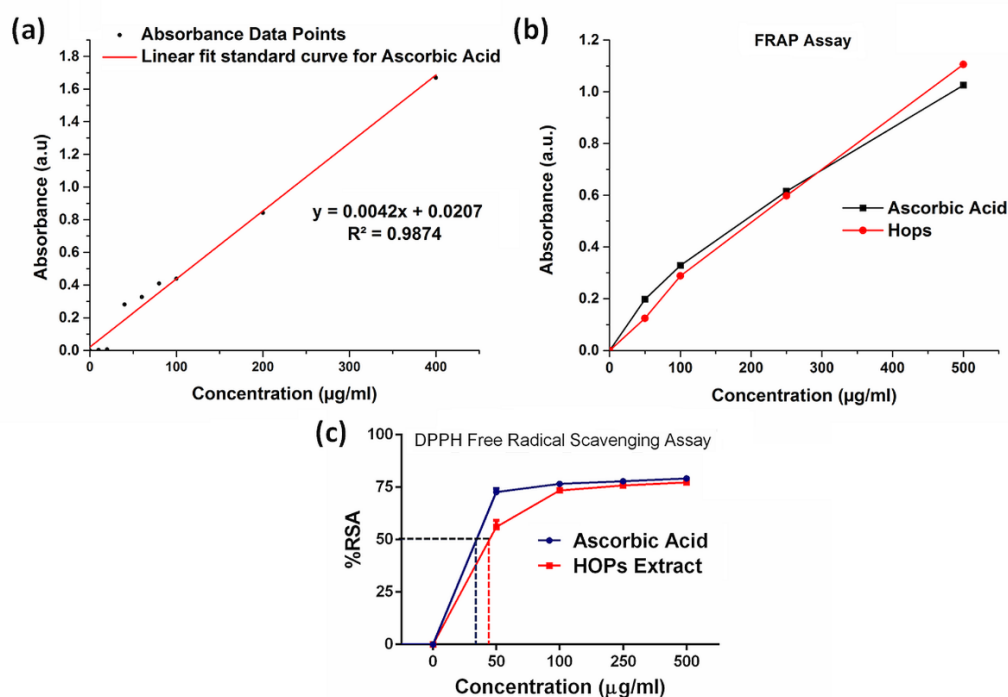 (a)
Absorbance Data Points
Linear fit standard curve for Ascorbic Acid
Absorbance (a.u)
1.8
1.6
1.4
1.2
1.0
0.8
0.6
0.4
0.2
0.0
y = 0.0042x + 0.0207
R² = 0.9874
0 100 200 300 400
Concentration (µg/ml)
(b)
FRAP Assay
Absorbance (a.u.)
1.2
1.0
0.8
0.6
0.4
0.2
0.0
Ascorbic Acid
Hops
0 100 200 300 400 500
Concentration (µg/ml)
(c)
DPPH Free Radical Scavenging Assay
%RSA
100
75
50
25
0
Ascorbic Acid
HOPs Extract
0 50 100 250 500
Concentration (µg/ml)